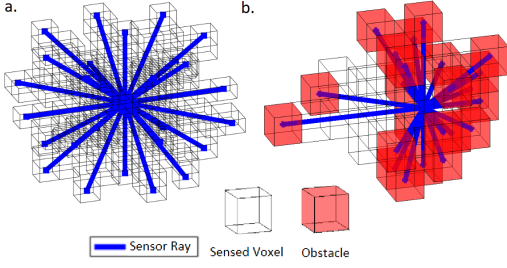 a.
b.
Sensor Ray
Sensed Voxel
Obstacle